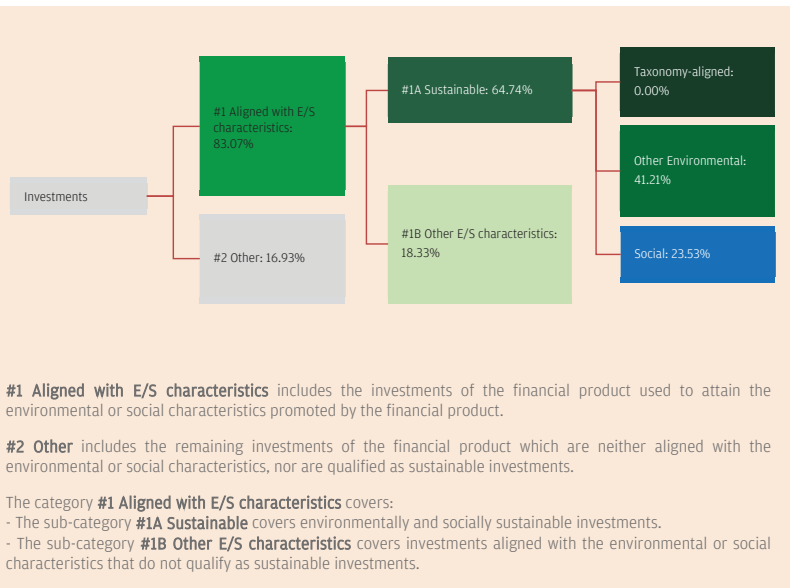 Investments
#1 Aligned with E/S
characteristics:
83.07%
#2 Other: 16.93%
#1A Sustainable: 64.74%
#1B Other E/S characteristics:
18.33%
Taxonomy-aligned:
0.00%
Other Environmental:
41.21%
Social: 23.53%
#1 Aligned with E/S characteristics includes the investments of the financial product used to attain the
environmental or social characteristics promoted by the financial product.
#2 Other includes the remaining investments of the financial product which are neither aligned with the
environmental or social characteristics, nor are qualified as sustainable investments.
The category #1 Aligned with E/S characteristics covers:
- The sub-category #1A Sustainable covers environmentally and socially sustainable investments.
- The sub-category #1B Other E/S characteristics covers investments aligned with the environmental or social
characteristics that do not qualify as sustainable investments.